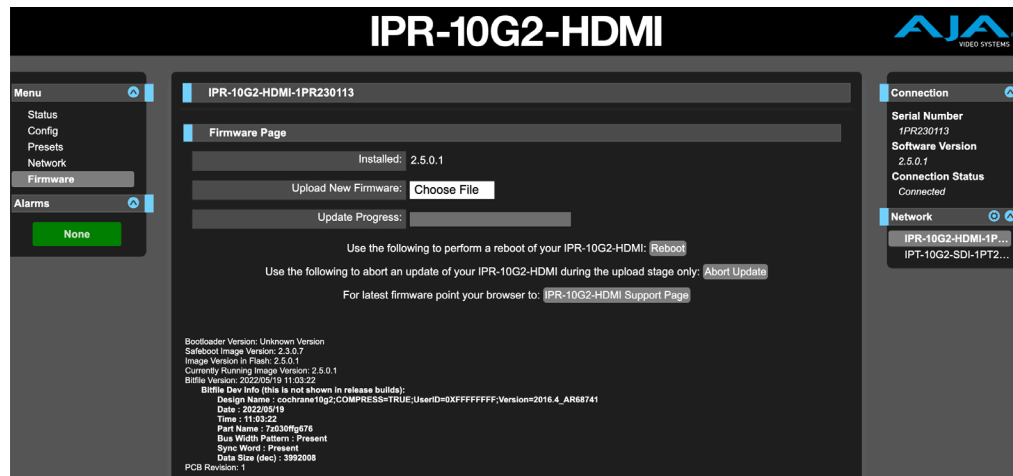 IPR-10G2-HDMI
AJA
VIDEO SYSTEMS
Menu
Status
Config
Presets
Network
Firmware
Alarms
None
IPR-10G2-HDMI-1PR230113
Firmware Page
Installed: 2.5.0.1
Upload New Firmware: Choose File
Update Progress:
Use the following to perform a reboot of your IPR-10G2-HDMI: Reboot
Use the following to abort an update of your IPR-10G2-HDMI during the upload stage only: Abort Update
For latest firmware point your browser to: IPR-10G2-HDMI Support Page
Bootloader Version: Unknown Version
Safeboot Image Version: 2.3.0.7
Image Version in Flash: 2.5.0.1
Currently Running Image Version: 2.5.0.1
Bitfile Version: 2022/05/19 11:03:22
Bitfile Dev Info (this is not shown in release builds):
Design Name : cochrane10g2;COMPRESS=TRUE;UserID=0XFFFFFFFF;Version=2016.4_AR68741
Date : 2022/05/19
Time : 11:03:22
Part Name : 7z030ffg676
Bus Width Pattern : Present
Sync Word : Present
Data Size (dec) : 3992008
PCB Revision: 1
Connection
Serial Number
1PR230113
Software Version
2.5.0.1
Connection Status
Connected
Network
IPR-10G2-HDMI-1P...
IPT-10G2-SDI-1PT2...